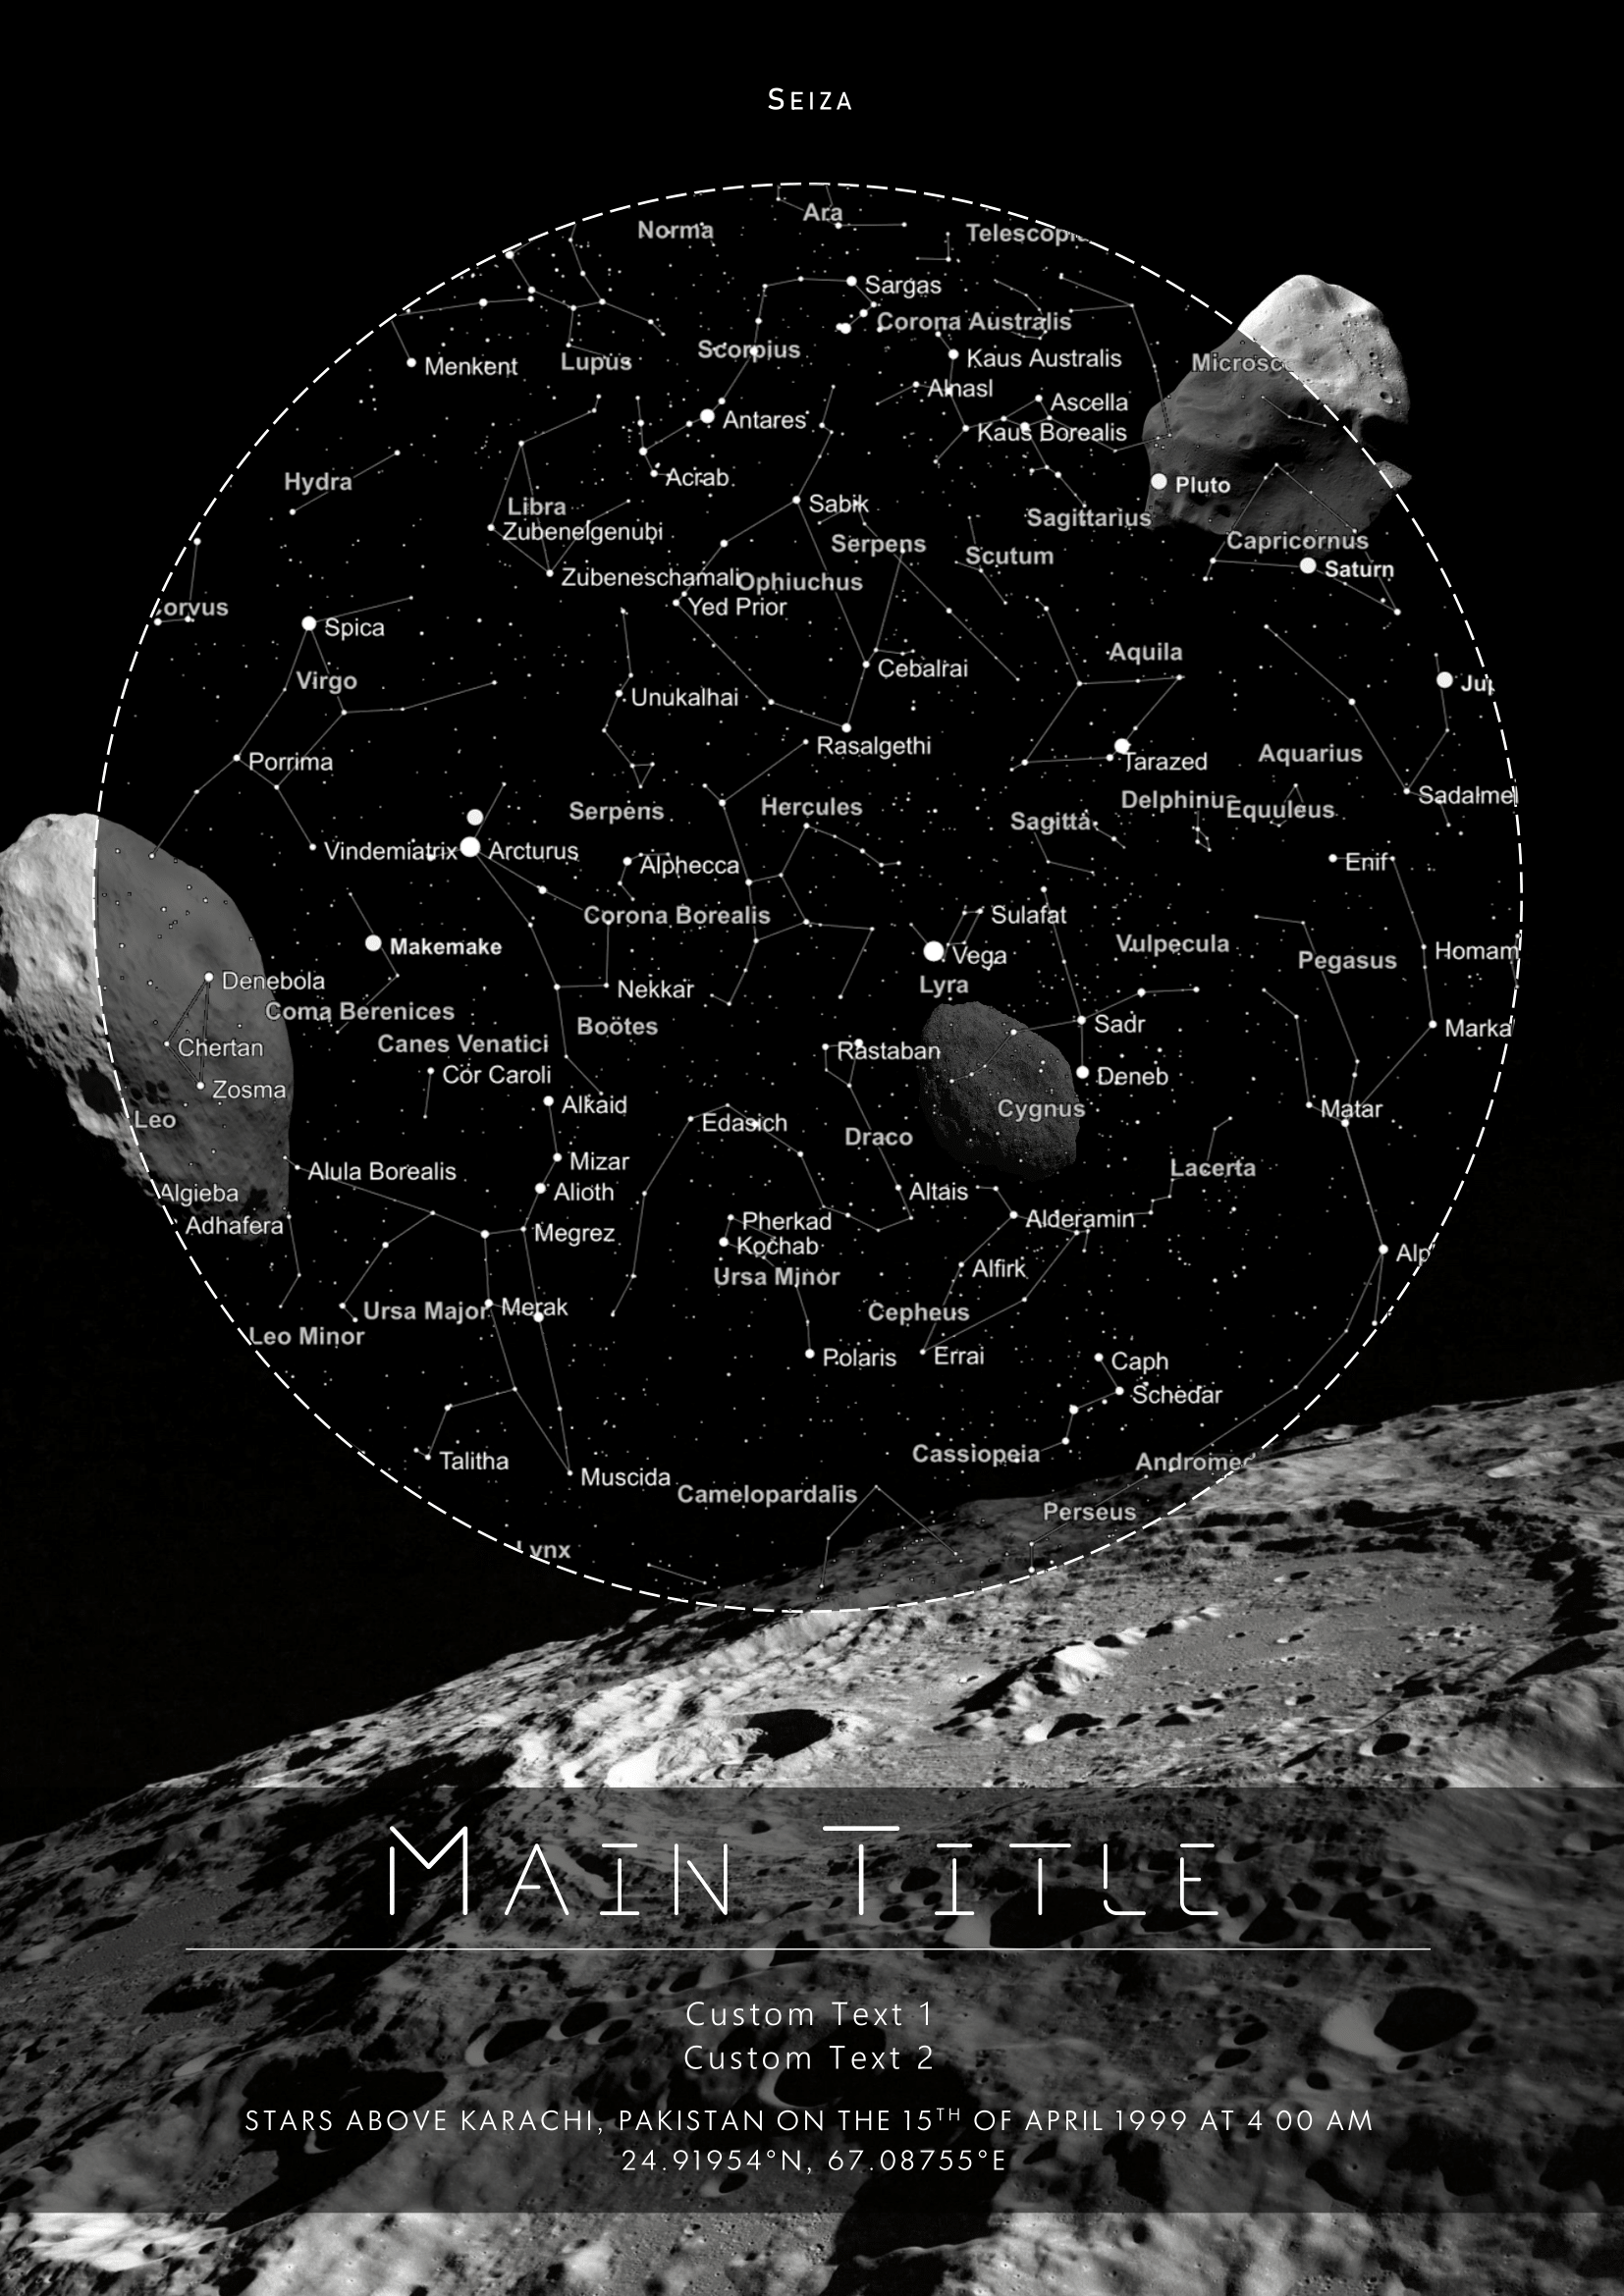 SEIZA
Ara
Norma
Telescopi
Sargas
Corona Australis
Scorpius
Kaus Australis
Lupus
Microsc
Menkent
Alnasl
Ascella
Antares
Kaus Borealis
Acrab
Hydra
Pluto
Sabik
Libra
Sagittarius
Zubenelgenubi
Capricornus
Serpens
Scutum
Saturn
Zubeneschamali
Ophiuchus
Yed Prior
orvus
Spica
Aquila
Cebalrai
Virgo
Jup
Unukalhai
Rasalgethi
Aquarius
Porrima
Tarazed
Sadalmel
Delphinus
Hercules
Equuleus
Serpens
Sagitta
Vindemiatrix
Arcturus
Enif
Alphecca
Corona Borealis
Sulafat
Vulpecula
Makemake
Homam
Vega
Pegasus
Denebola
Lyra
Nekkar
Coma Berenices
Sadr
Boötes
Marka
Canes Venatici
Chertan
Rastaban
Cor Caroli
Deneb
Zosma
Alkaid
Cygnus
Matar
Leo
Edasich
Draco
Mizar
Lacerta
Alula Borealis
Algieba
Alioth
Altais
Alderamin
Pherkad
Adhafera
Megrez
Kochab
Alp
Alfirk
Ursa Minor
Merak
Ursa Major
Cepheus
Leo Minor
Errai
Polaris
Caph
Schedar
Cassiopeia
Talitha
Andromed
Muscida
Camelopardalis
Perseus
Lynx
MAIN TITLE
Custom Text 1
Custom Text 2
STARS ABOVE KARACHI, PAKISTAN ON THE 15TH OF APRIL 1999 AT 4 00 AM
24.91954°N, 67.08755°E